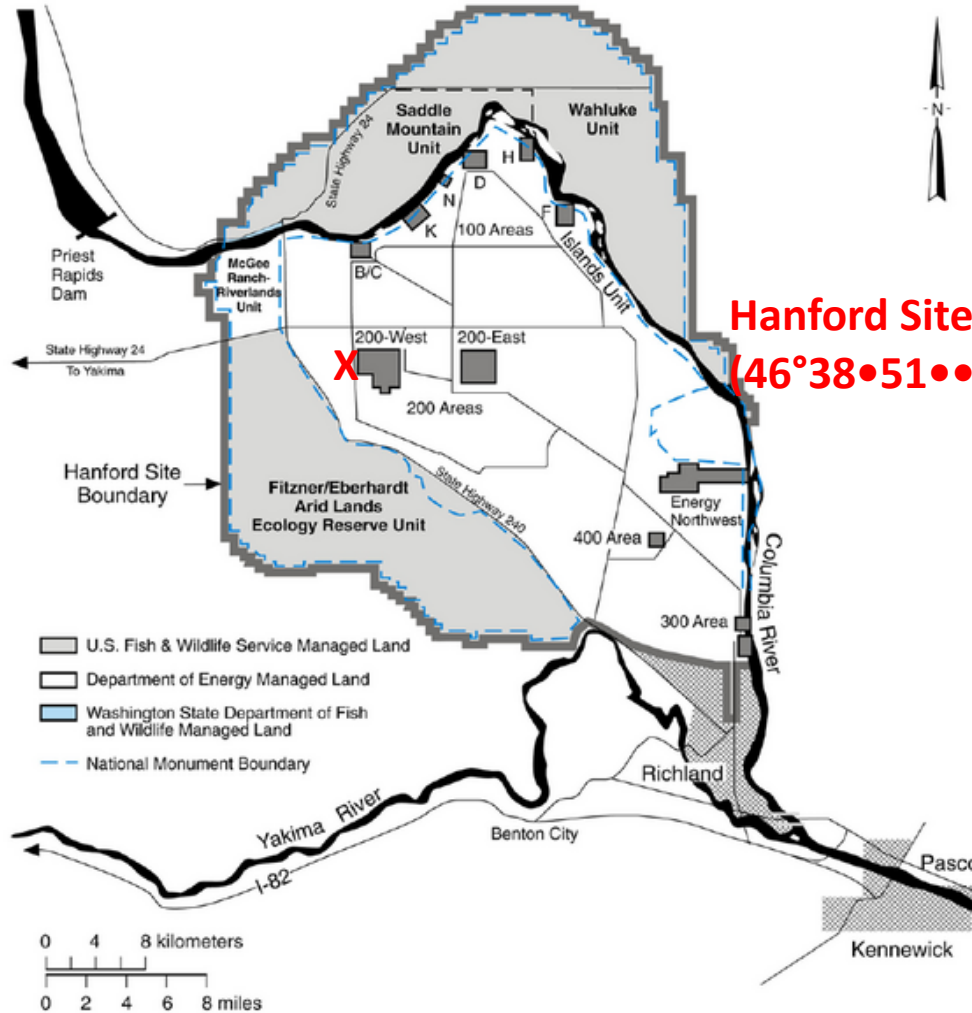 Saddle
Mountain
Unit
Wahluke
Unit
N
State Highway 24
H
D
N
K
F
100 Areas
Islands Unit
B/C
Priest
Rapids
Dam
McGee
Ranch-
Riverlands
Unit
Hanford Site
(46°38•51••
State Highway 24
To Yakima
200-West
200-East
X
200 Areas
Hanford Site
Boundary
Fitzner/Eberhardt
Arid Lands
Ecology Reserve Unit
State Highway 240
Energy
Northwest
400 Area
Columbia River
300 Area
U.S. Fish & Wildlife Service Managed Land
Department of Energy Managed Land
Washington State Department of Fish
and Wildlife Managed Land
National Monument Boundary
Richland
Yakima River
Benton City
I-82
Pasco
Kennewick
0 4 8 kilometers
0 2 4 6 8 miles